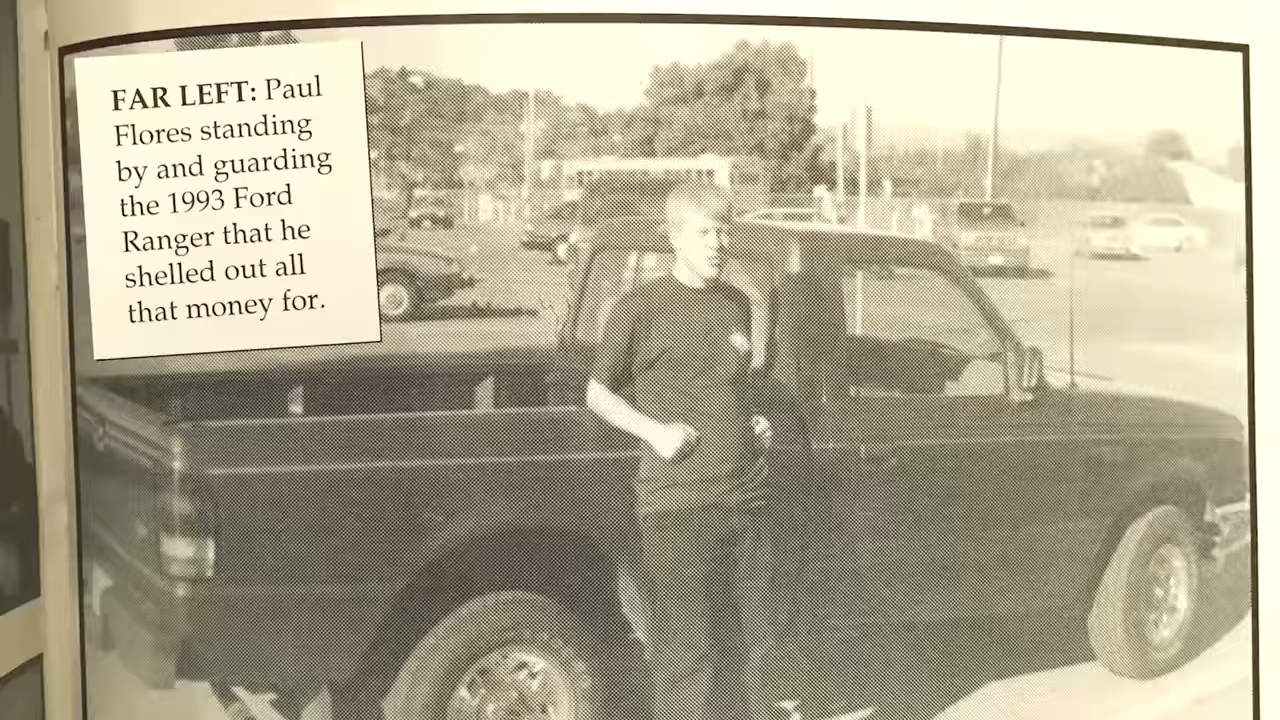 FAR LEFT: Paul
Flores standing
by and guarding
the 1993 Ford
Ranger that he
shelled out all
that money for.